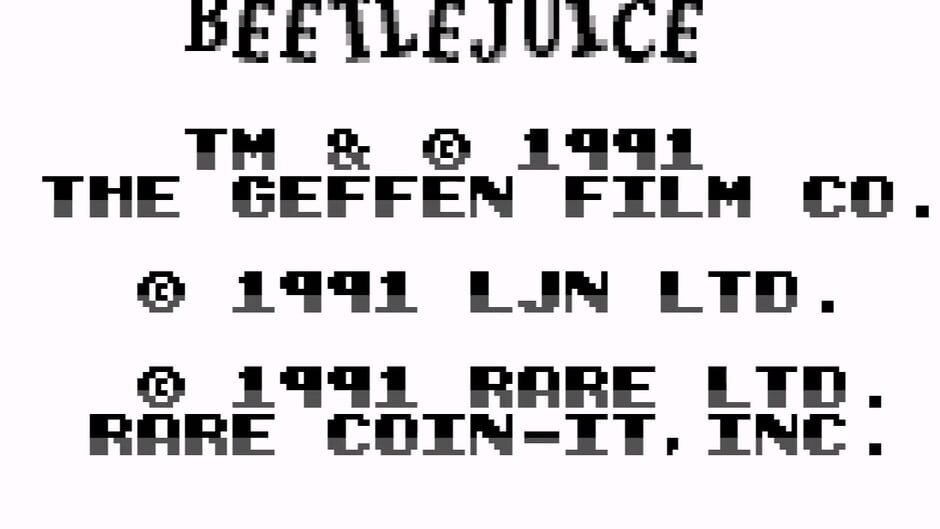 BEETLEJUICE
TM & © 1991
THE GEFFEN FILM CO.
© 1991 LJN LTD.
© 1991 RARE LTD.
RARE COIN-IT, INC.